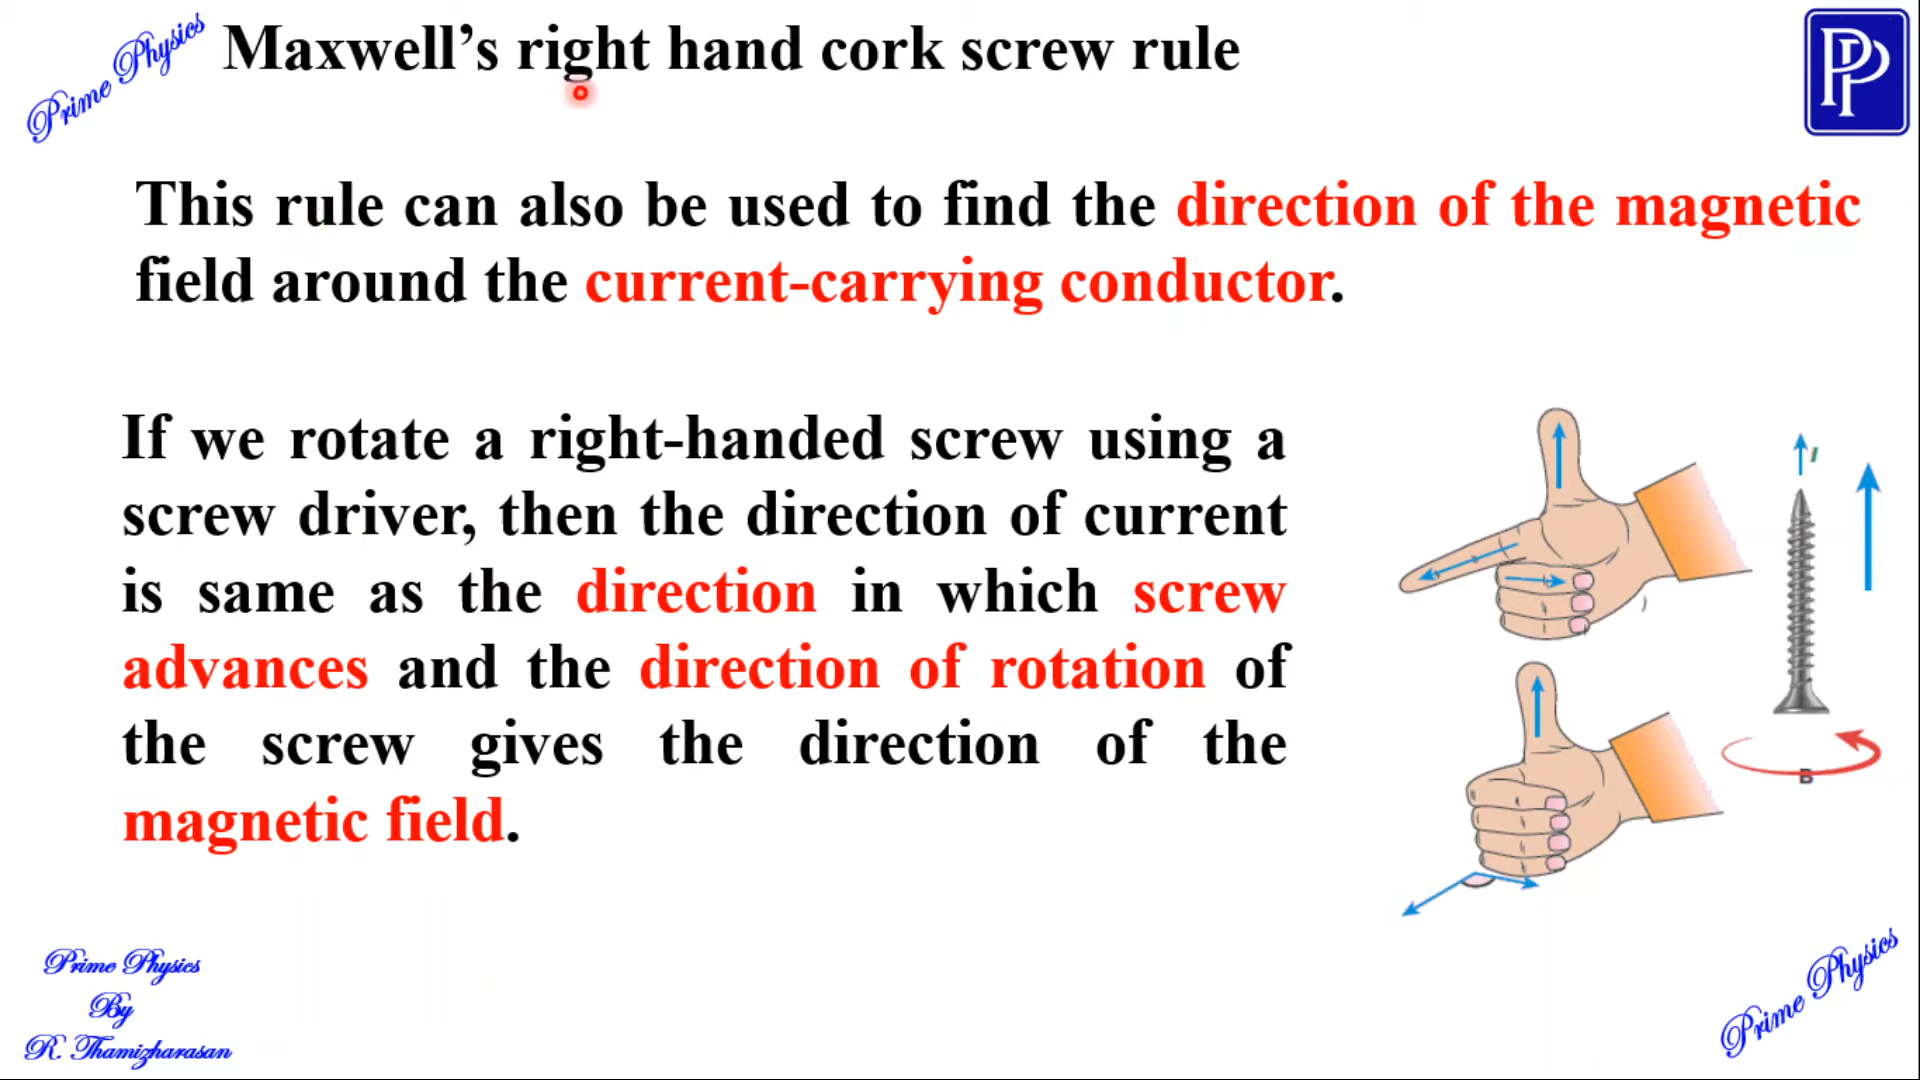 Prime Physics
Maxwell’s right hand cork screw rule
PP
This rule can also be used to find the direction of the magnetic
field around the current-carrying conductor.
If we rotate a right-handed screw using a
screw driver, then the direction of current
is same as the direction in which screw
advances and the direction of rotation of
the screw gives the direction of the
magnetic field.
I
B
Prime Physics
By
R. Thamizharasan
Prime Physics